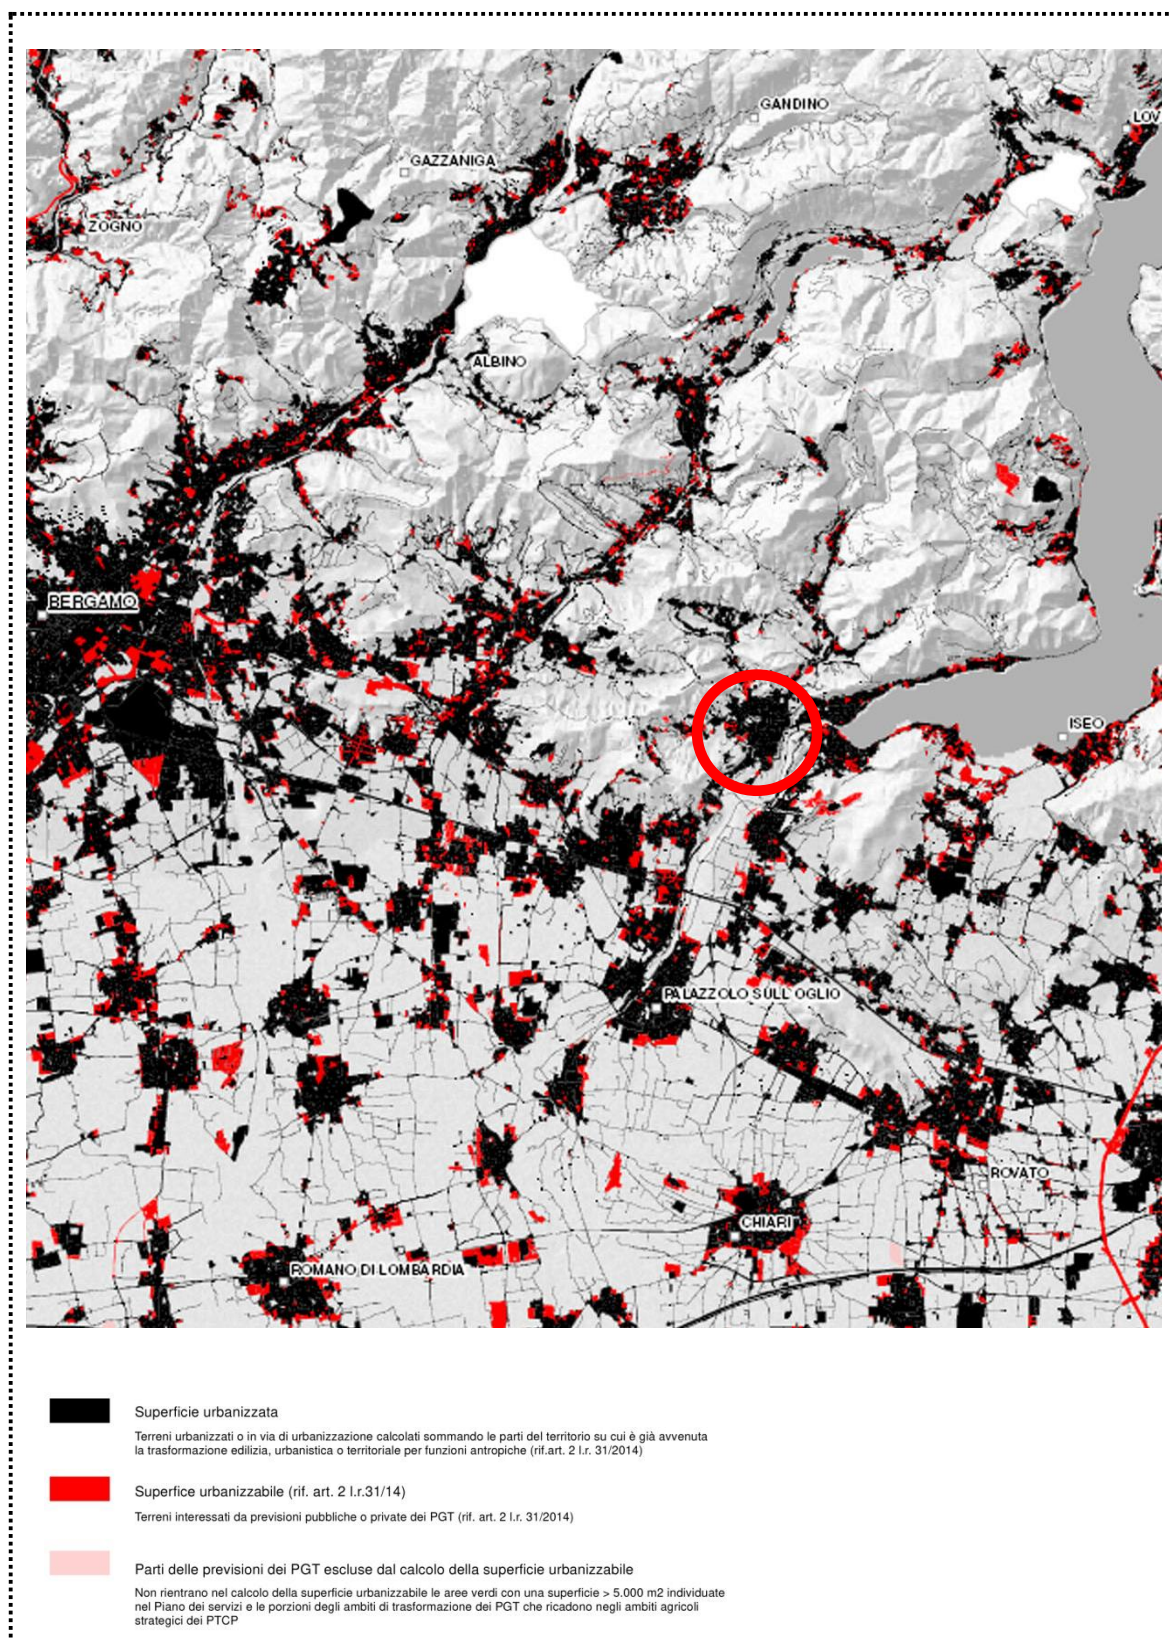 GANDINO
LOV
GAZZANIGA
ZOGNO
ALBINO
BERGAMO
ISEO
PALAZZOLO SULL'OGLIO
ROVATO
CHIARI
ROMANO DI LOMBARDIA
Superficie urbanizzata
Terreni urbanizzati o in via di urbanizzazione calcolati sommando le parti del territorio su cui è già avvenuta
la trasformazione edilizia, urbanistica o territoriale per funzioni antropiche (rif.art. 2 l.r. 31/2014)
Superfice urbanizzabile (rif. art. 2 l.r.31/14)
Terreni interessati da previsioni pubbliche o private dei PGT (rif. art. 2 l.r. 31/2014)
Parti delle previsioni dei PGT escluse dal calcolo della superficie urbanizzabile
Non rientrano nel calcolo della superficie urbanizzabile le aree verdi con una superficie > 5.000 m2 individuate
nel Piano dei servizi e le porzioni degli ambiti di trasformazione dei PGT che ricadono negli ambiti agricoli
strategici dei PTCP